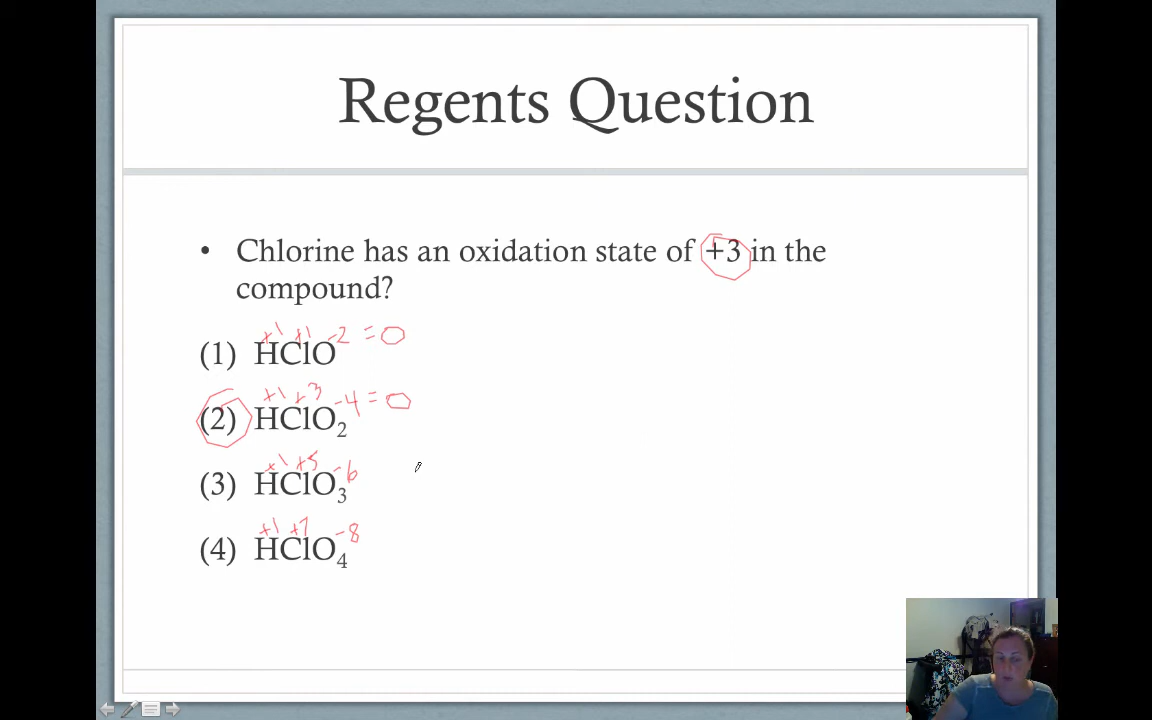 Regents Question
• Chlorine has an oxidation state of +3 in the
compound?
+1 +1 -2 = 0
(1) HClO
+1 +3 -4 = 0
(2) HClO₂
+1 +5 -6
(3) HClO₃
+1 +7 -8
(4) HClO₄